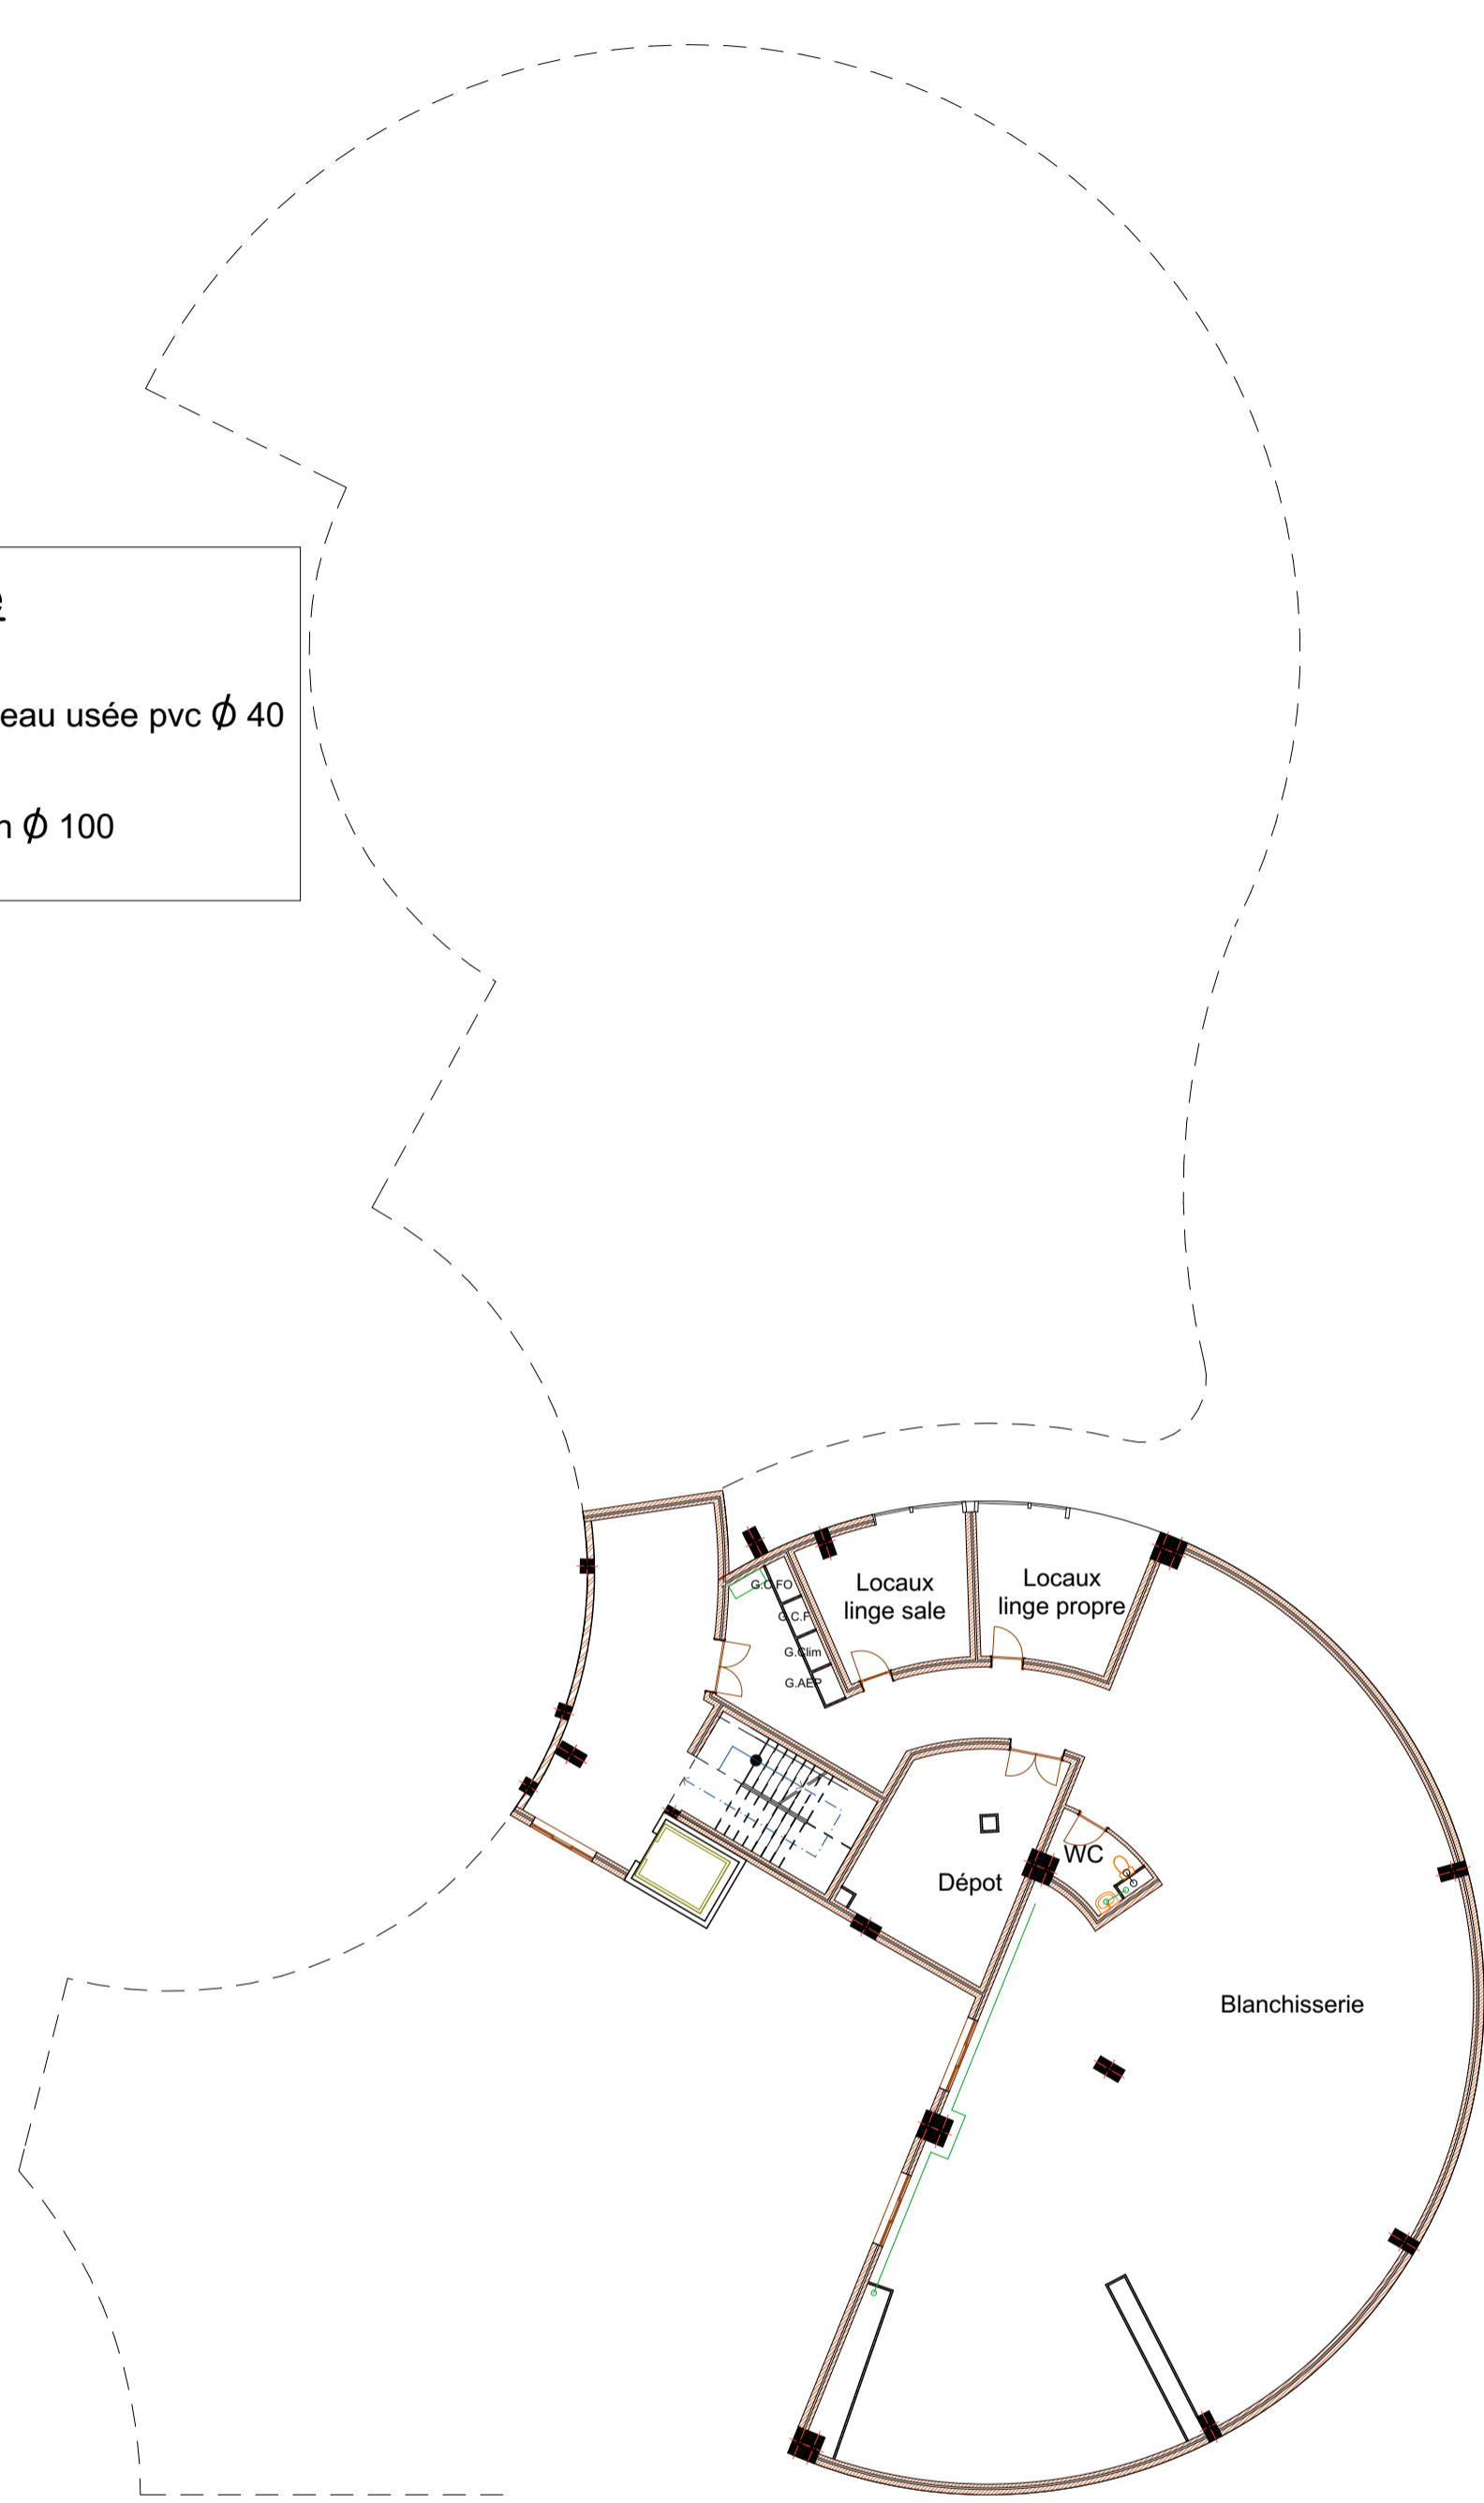 e
eau usée pvc ϕ 40
n ϕ 100
G.O.FO
G.C.F
G.Clim
G.AEP
Locaux
linge sale
Locaux
linge propre
WC
Dépot
Blanchisserie